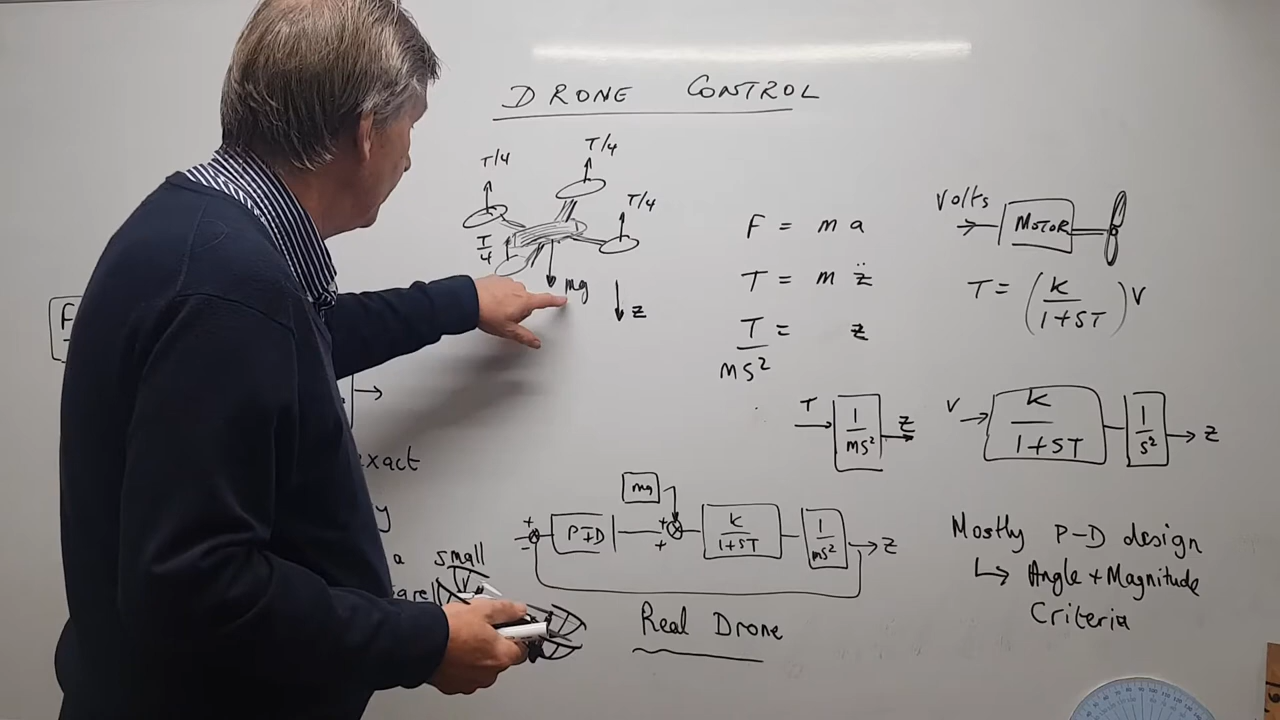 DRONE CONTROL
T/4
T/4
T/4
T/4
mg
z
F = ma
T = m z̈
T/MS² = z
T
1/MS²
z
Volts
MOTOR
T = (K/1+ST) V
V
K/1+ST
1/S²
z
exact
y
a small
mg
+
-
P+D
+
+
K/1+ST
1/MS²
z
Real Drone
Mostly P-D design
↳ Angle + Magnitude
Criteria